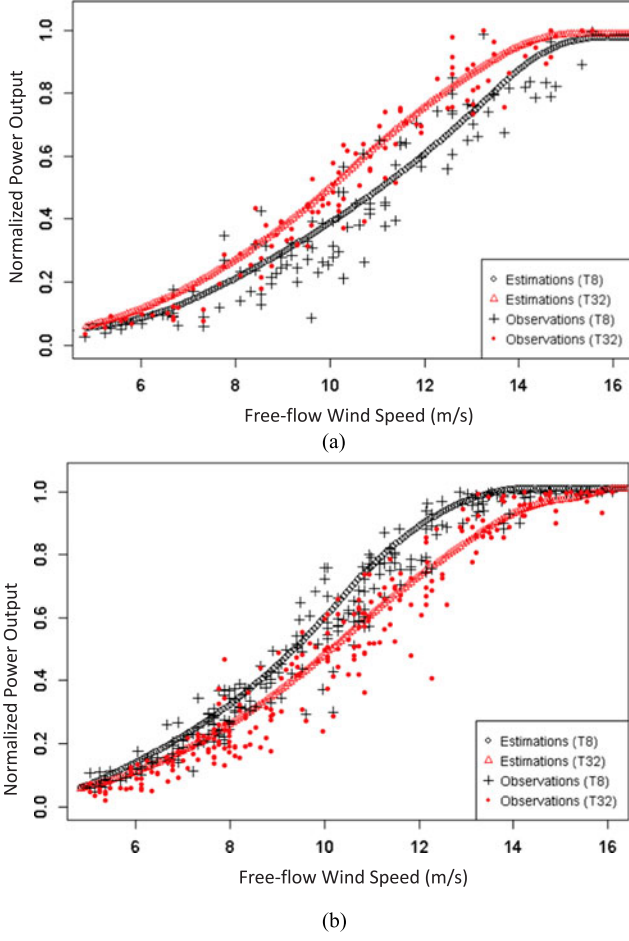 Normalized Power Output
1.0
0.8
0.6
0.4
0.2
0.0
Estimations (T8)
Estimations (T32)
Observations (T8)
Observations (T32)
6 8 10 12 14 16
Free-flow Wind Speed (m/s)
(a)
Normalized Power Output
1.0
0.8
0.6
0.4
0.2
0.0
Estimations (T8)
Estimations (T32)
Observations (T8)
Observations (T32)
6 8 10 12 14 16
Free-flow Wind Speed (m/s)
(b)